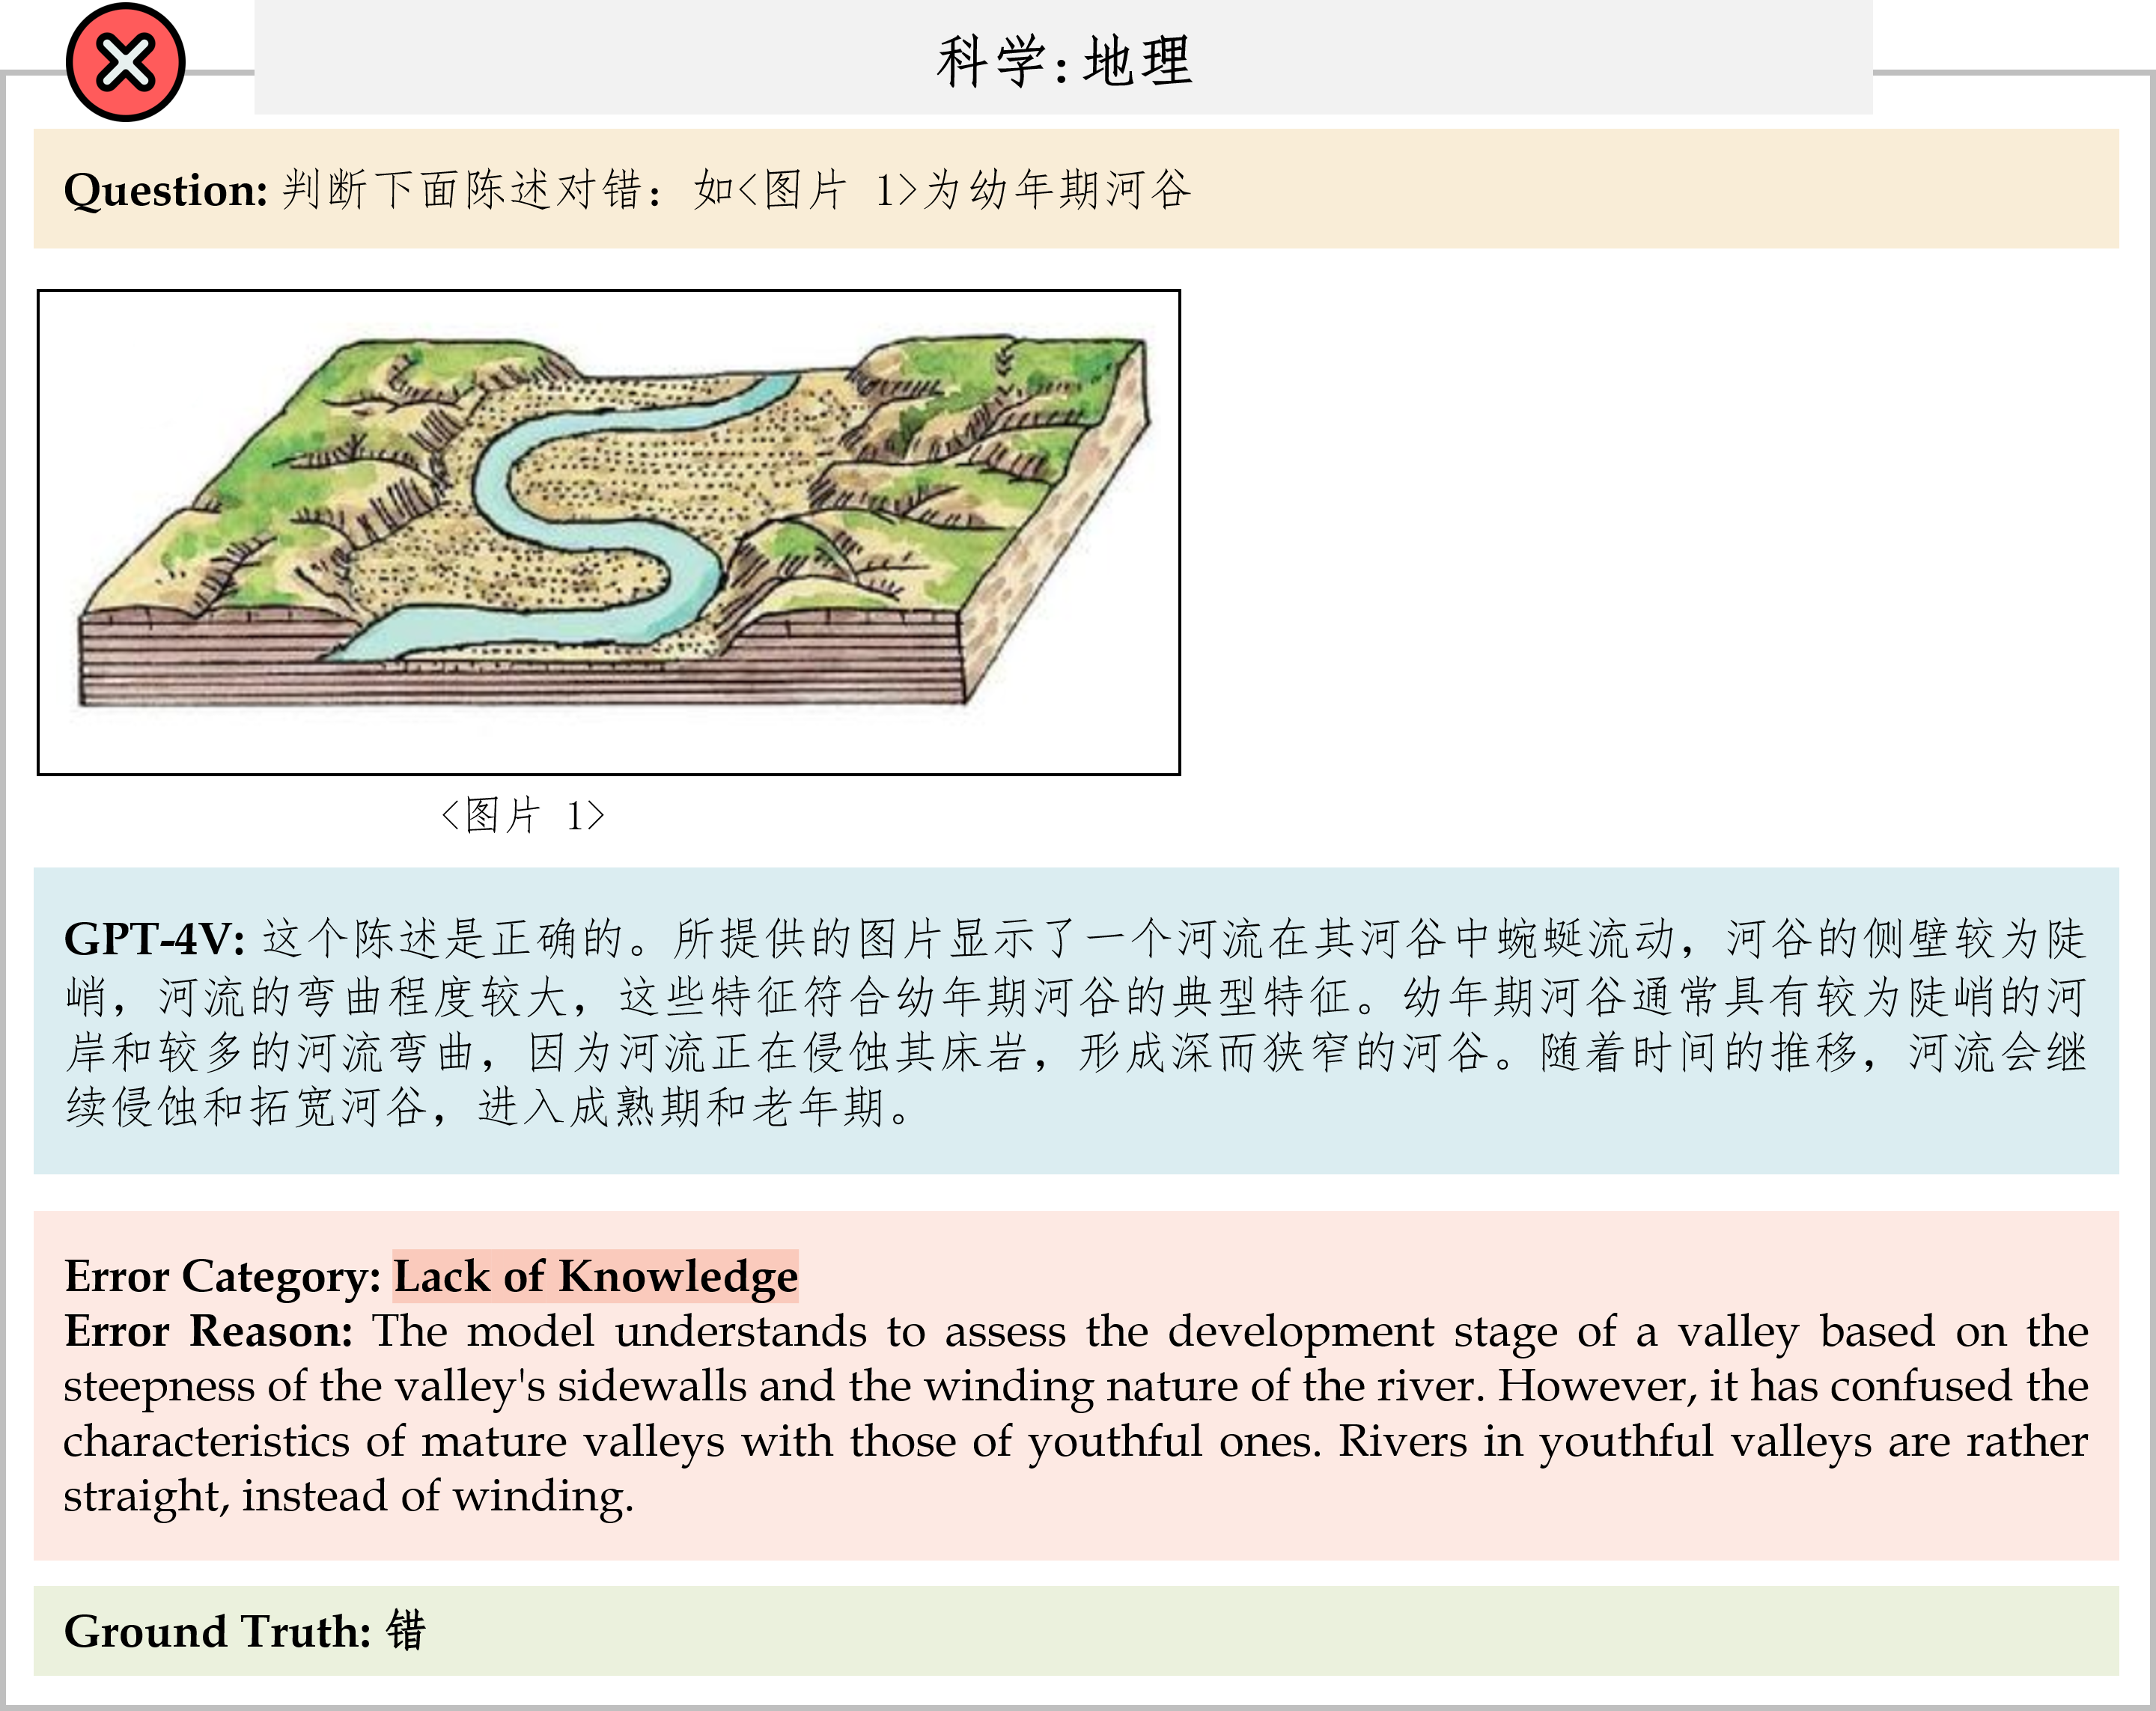 科学:地理
Question: 判断下面陈述对错：如<图片 1>为幼年期河谷
<图片 1>
GPT-4V: 这个陈述是正确的。所提供的图片显示了一个河流在其河谷中蜿蜒流动，河谷的侧壁较为陡
峭，河流的弯曲程度较大，这些特征符合幼年期河谷的典型特征。幼年期河谷通常具有较为陡峭的河
岸和较多的河流弯曲，因为河流正在侵蚀其床岩，形成深而狭窄的河谷。随着时间的推移，河流会继
续侵蚀和拓宽河谷，进入成熟期和老年期。
Error Category: Lack of Knowledge
Error Reason: The model understands to assess the development stage of a valley based on the
steepness of the valley's sidewalls and the winding nature of the river. However, it has confused the
characteristics of mature valleys with those of youthful ones. Rivers in youthful valleys are rather
straight, instead of winding.
Ground Truth: 错